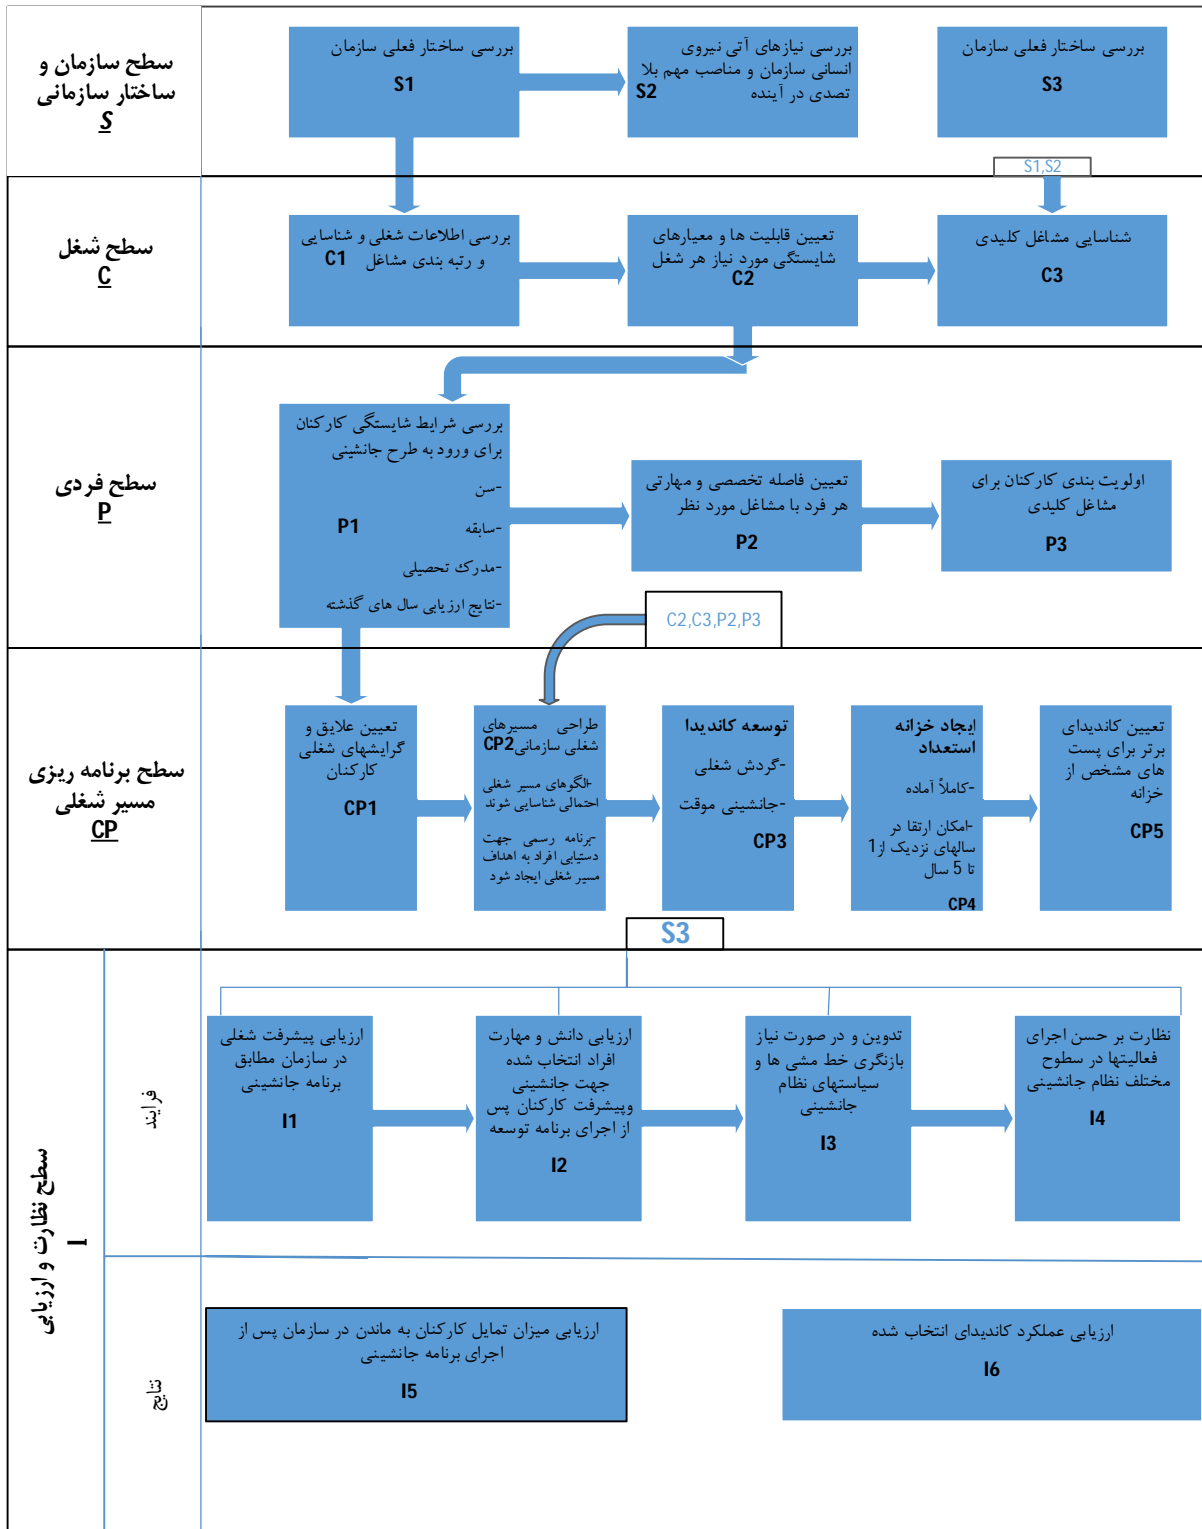 سطح سازمان و
ساختار سازمانی
S
بررسی ساختار فعلی سازمان
S1
بررسی نیازهای آتی نیروی
انسانی سازمان و مناصب مهم بلا
تصدی در آینده S2
بررسی ساختار فعلی سازمان
S3
S1,S2
سطح شغل
C
بررسی اطلاعات شغلی و شناسایی
و رتبه بندی مشاغل C1
تعیین قابلیت ها و معیارهای
شایستگی مورد نیاز هر شغل
C2
شناسایی مشاغل کلیدی
C3
سطح فردی
P
بررسی شرایط شایستگی کارکنان
برای ورود به طرح جانشینی
-سن
-سابقه
P1
-مدرک تحصیلی
-نتایج ارزیابی سال های گذشته
تعیین فاصله تخصصی و مهارتی
هر فرد با مشاغل مورد نظر
P2
اولویت بندی کارکنان برای
مشاغل کلیدی
P3
C2,C3,P2,P3
سطح برنامه ریزی
مسیر شغلی
CP
تعیین علایق و
گرایشهای شغلی
کارکنان
CP1
طراحی مسیرهای
شغلی سازمانی CP2
-الگوهای مسیر شغلی
احتمالی شناسایی شوند
-برنامه رسمی جهت
دستیابی افراد به اهداف
مسیر شغلی ایجاد شود
توسعه کاندیدا
-گردش شغلی
-جانشینی موقت
CP3
ایجاد خزانه
استعداد
-کاملاً آماده
-امکان ارتقا در
سالهای نزدیک از 1
تا 5 سال
CP4
تعیین کاندیدای
برتر برای پست
های مشخص از
خزانه
CP5
S3
سطح نظارت و ارزیابی
I
فرایند
ارزیابی پیشرفت شغلی
در سازمان مطابق
برنامه جانشینی
I1
ارزیابی دانش و مهارت
افراد انتخاب شده
جهت جانشینی
وپیشرفت کارکنان پس
از اجرای برنامه توسعه
I2
تدوین و در صورت نیاز
بازنگری خط مشی ها و
سیاستهای نظام
جانشینی
I3
نظارت بر حسن اجرای
فعالیتها در سطوح
مختلف نظام جانشینی
I4
نتایج
ارزیابی میزان تمایل کارکنان به ماندن در سازمان پس از
اجرای برنامه جانشینی
I5
ارزیابی عملکرد کاندیدای انتخاب شده
I6